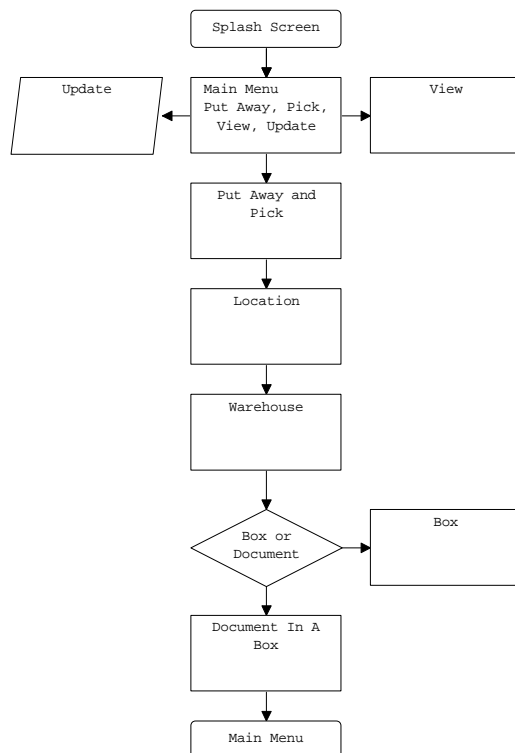 Splash Screen
Update
Main Menu
Put Away, Pick,
View, Update
View
Put Away and
Pick
Location
Warehouse
Box or
Document
Box
Document In A
Box
Main Menu